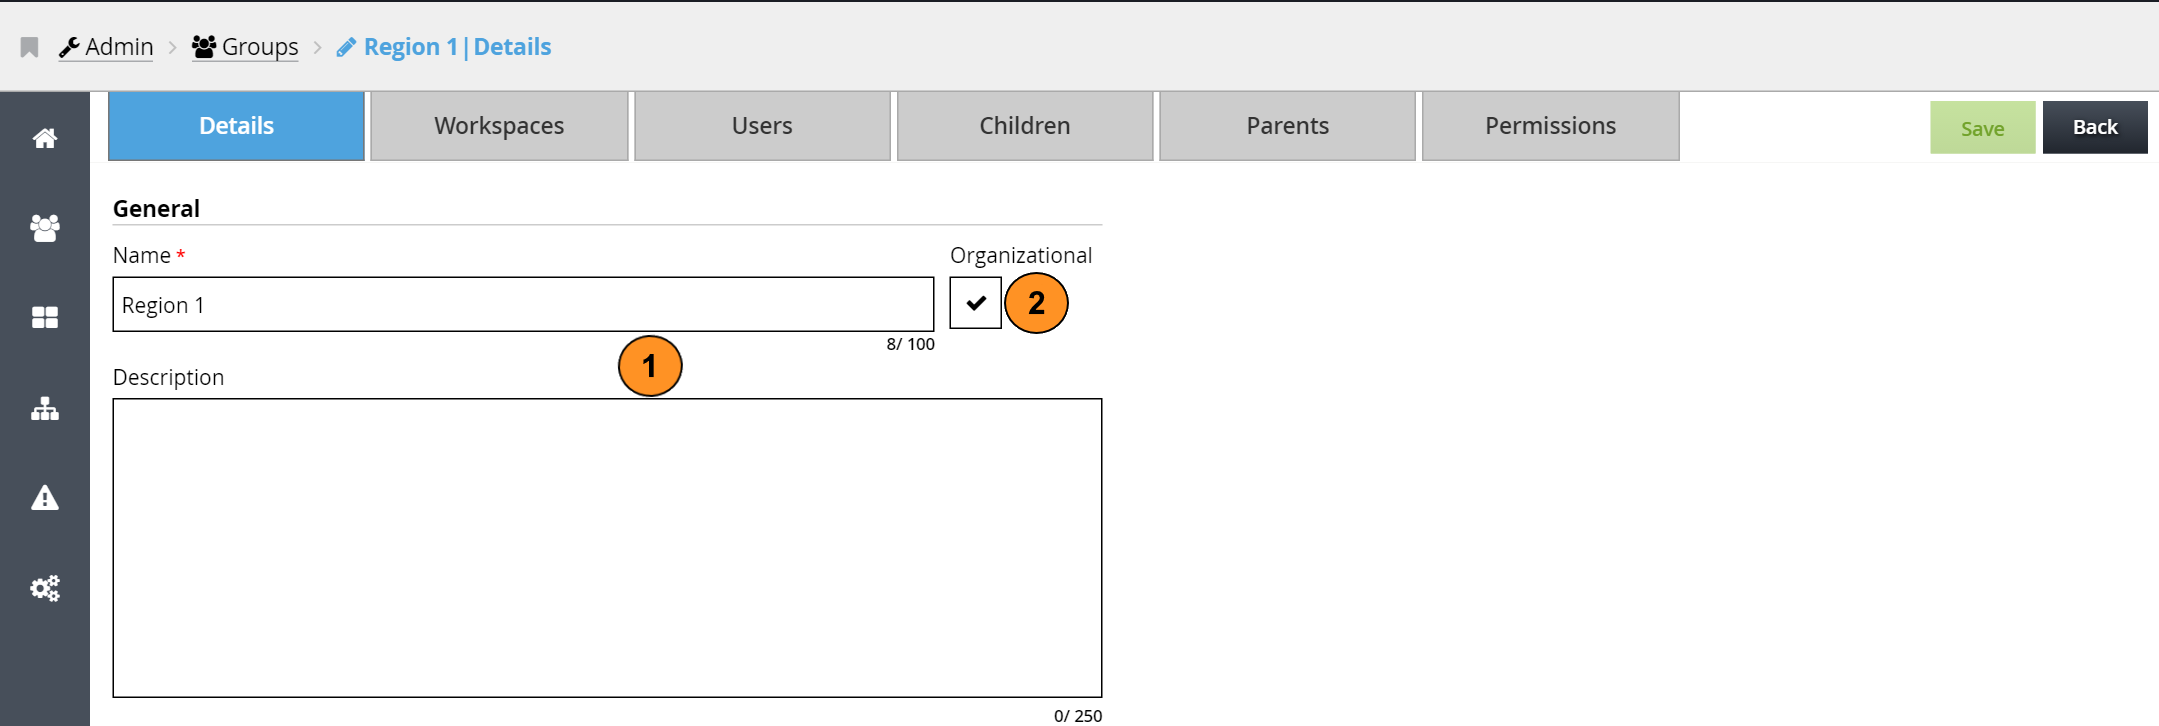 Admin > Groups > Region 1|Details
Details Workspaces Users Children Parents Permissions Save Back
General
Name * Organizational
Region 1 2
8/ 100
1
Description
0/ 250